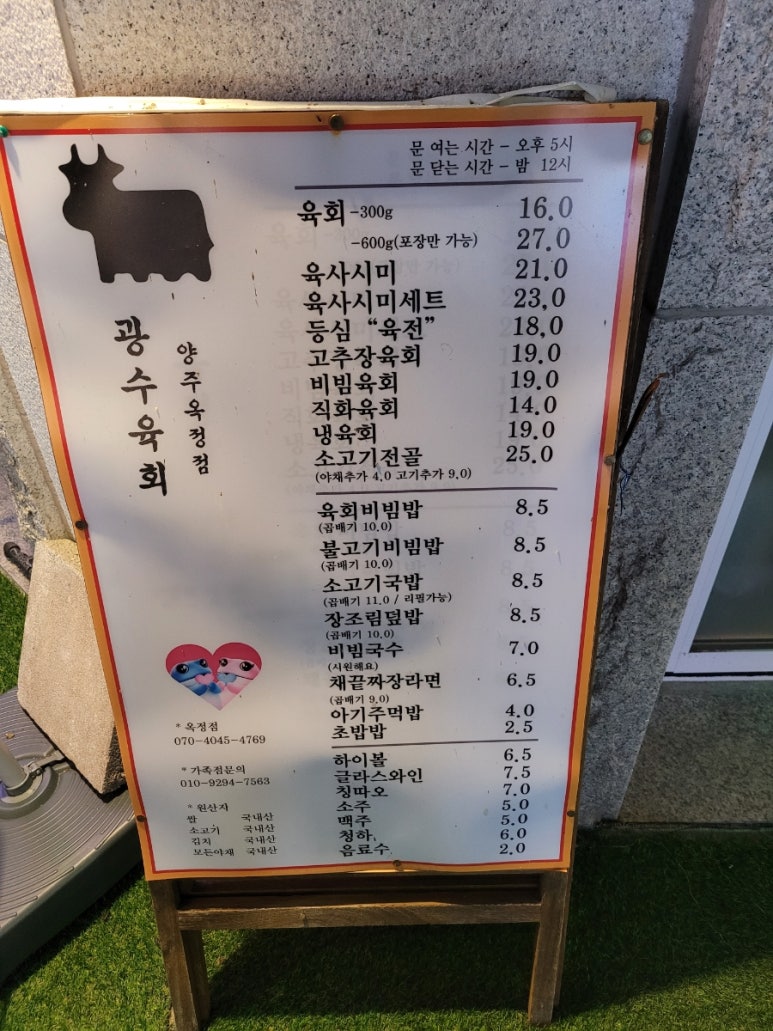 문 여는 시간 - 오후 5시
문 닫는 시간 - 밤 12시
육회 -300g 16.0
-600g(포장만 가능) 27.0
육사시미 21.0
육사시미세트 23,0
등심 “육전” 18,0
고추장육회 19.0
비빔육회 19.0
직화육회 14.0
냉육회 19.0
소고기전골 25.0
(야채추가 4.0 고기추가 9.0)
광수육회
양주옥정점
육회비빔밥 8.5
(곱배기 10.0)
불고기비빔밥 8.5
(곱배기 10.0)
소고기국밥 8.5
(곱배기 11.0 / 리필가능)
장조림덮밥 8.5
(곱배기 10.0)
비빔국수 7.0
(시원해요)
채끝짜장라면 6.5
(곱배기 9.0)
아기주먹밥 4.0
초밥밥 2.5
하이볼 6.5
글라스와인 7.5
칭따오 7.0
소주 5.0
맥주 5.0
청하, 6.0
음료수 2.0
* 옥정점
070-4045-4769
* 가족점문의
010-9294-7563
* 원산지
쌀 국내산
소고기 국내산
김치 국내산
모든야채 국내산